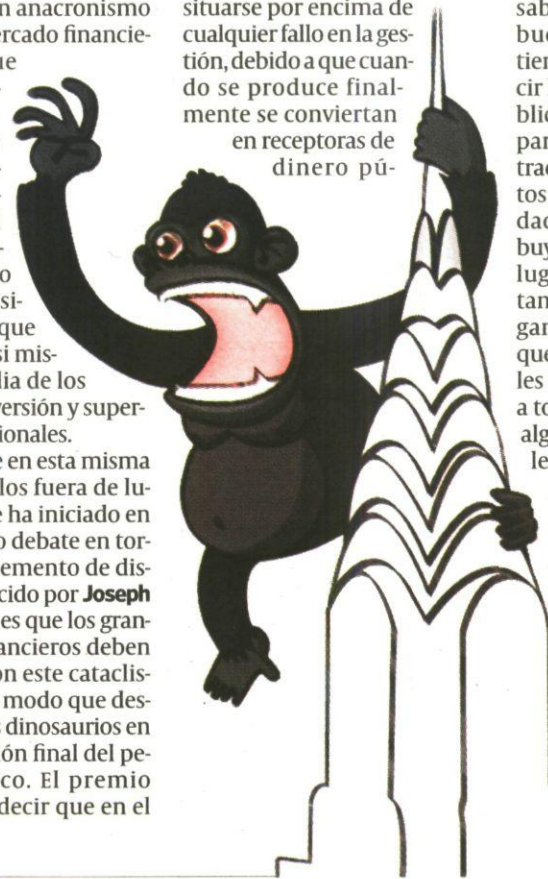 n anacronismo
ercado financie-
ue
-
-
-
-
o
si-
que
si mis-
lia de los
versión y super-
ionales.
e en esta misma
los fuera de lu-
e ha iniciado en
o debate en tor-
emento de dis-
cido por Joseph
es que los gran-
ancieros deben
on este cataclis-
modo que des-
s dinosaurios en
ión final del pe-
co. El premio
decir que en el
situarse por encima de
cualquier fallo en la ges-
tión, debido a que cuan-
do se produce final-
mente se conviertan
en receptoras de
dinero pú-
sab
bue
tien
cir
blic
par
trac
tos
dac
buy
lug
tan
gan
que
les
a to
alg
le